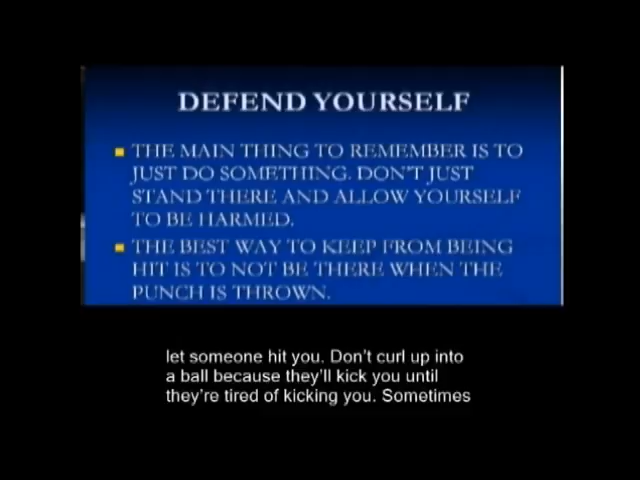 DEFEND YOURSELF
THE MAIN THING TO REMEMBER IS TO
JUST DO SOMETHING. DON'T JUST
STAND THERE AND ALLOW YOURSELF
TO BE HARMED.
THE BEST WAY TO KEEP FROM BEING
HIT IS TO NOT BE THERE WHEN THE
PUNCH IS THROWN.
let someone hit you. Don't curl up into
a ball because they'll kick you until
they're tired of kicking you. Sometimes